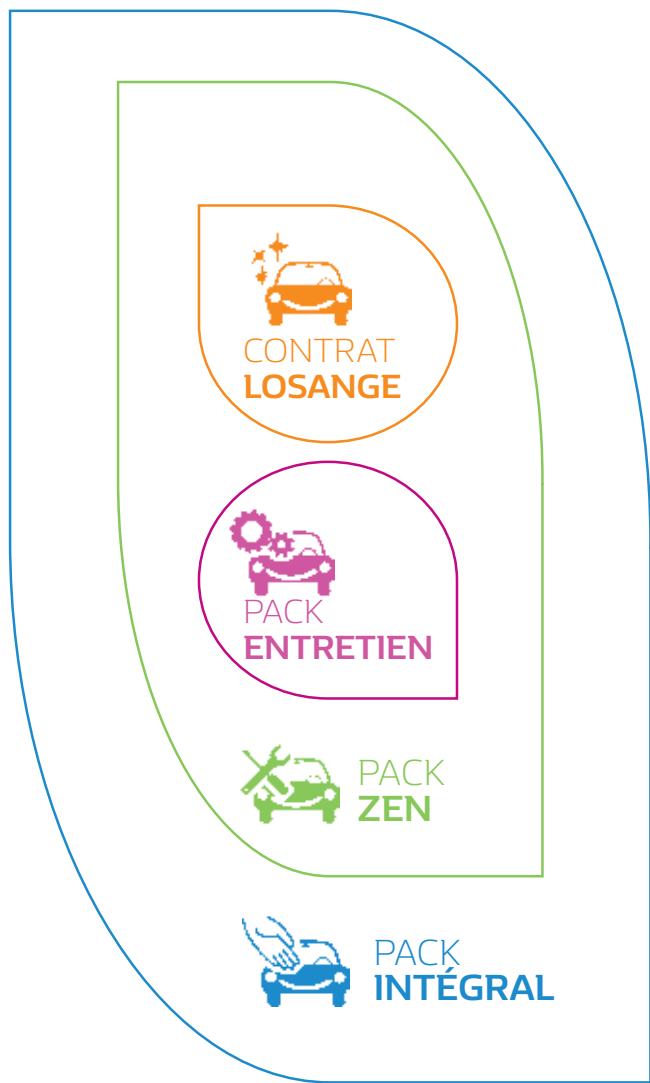 CONTRAT
LOSANGE
PACK
ENTRETIEN
PACK
ZEN
PACK
INTÉGRAL